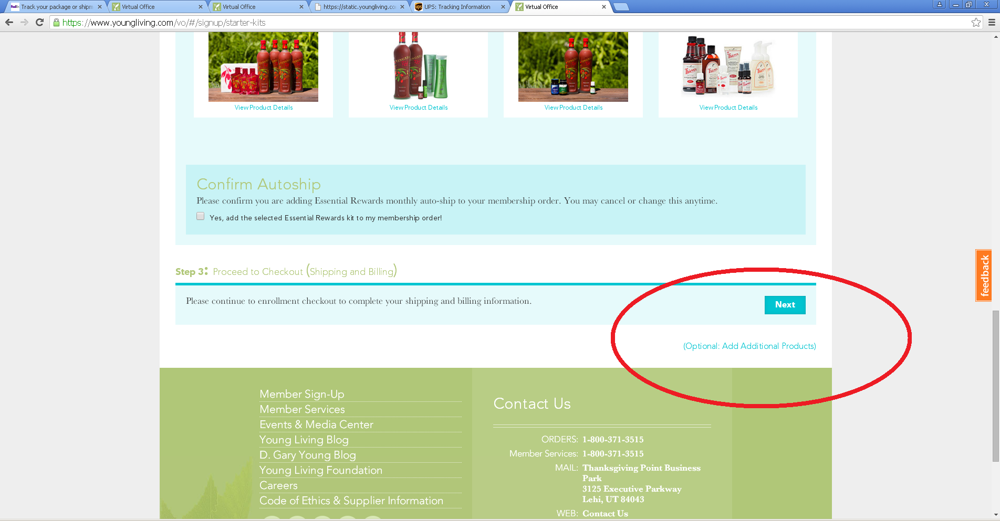 FedEx Track your package or shipm
Virtual Office
Virtual Office
https://static.youngliving.co
ups UPS: Tracking Information
Virtual Office
https://www.youngliving.com/vo/#/signup/starter-kits
View Product Details
View Product Details
View Product Details
View Product Details
Confirm Autoship
Please confirm you are adding Essential Rewards monthly auto-ship to your membership order. You may cancel or change this anytime.
Yes, add the selected Essential Rewards kit to my membership order!
Step 3: Proceed to Checkout (Shipping and Billing)
Please continue to enrollment checkout to complete your shipping and billing information.
Next
(Optional: Add Additional Products)
feedback
Member Sign-Up
Member Services
Events & Media Center
Young Living Blog
D. Gary Young Blog
Young Living Foundation
Careers
Code of Ethics & Supplier Information
Contact Us
ORDERS: 1-800-371-3515
Member Services: 1-800-371-3515
MAIL: Thanksgiving Point Business
Park
3125 Executive Parkway
Lehi, UT 84043
WEB: Contact Us